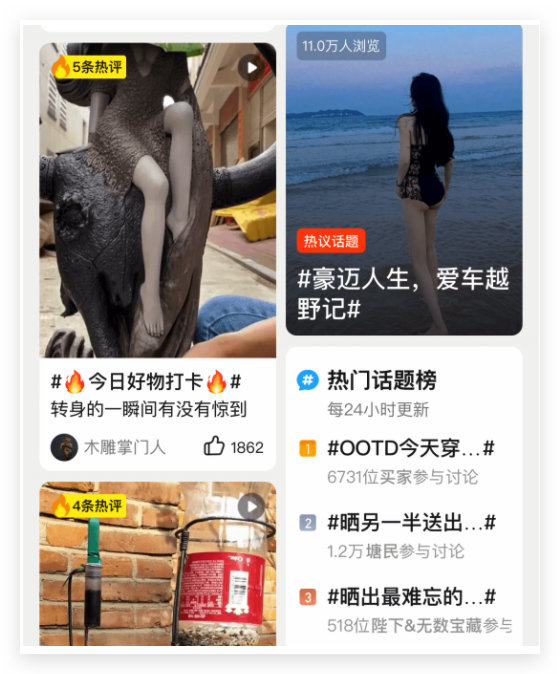 5条热评
#🔥今日好物打卡🔥#
转身的一瞬间有没有惊到
木雕掌门人
1862
4条热评
11.0万人浏览
热议话题
#豪迈人生，爱车越
野记#
# 热门话题榜
每24小时更新
1 #OOTD今天穿...#
6731位买家参与讨论
2 #晒另一半送出...#
1.2万塘民参与讨论
3 #晒出最难忘的...#
518位陛下&无数宝藏参与